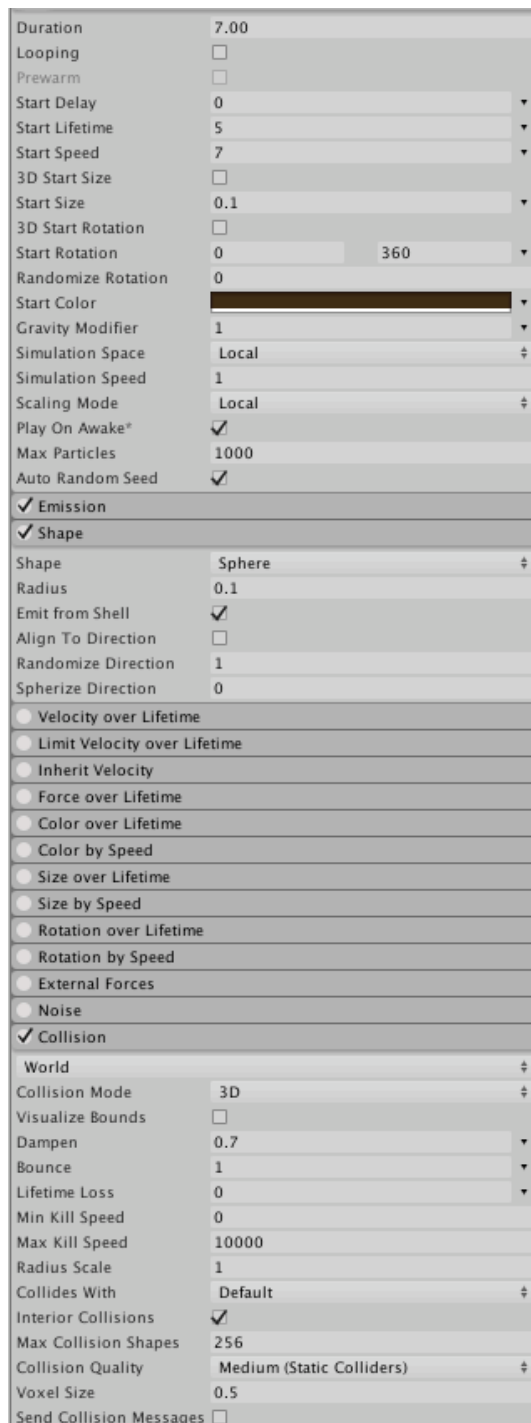 Duration 7.00
Looping
Prewarm
Start Delay 0
Start Lifetime 5
Start Speed 7
3D Start Size
Start Size 0.1
3D Start Rotation
Start Rotation 0 360
Randomize Rotation 0
Start Color
Gravity Modifier 1
Simulation Space Local
Simulation Speed 1
Scaling Mode Local
Play On Awake*
Max Particles 1000
Auto Random Seed
Emission
Shape
Shape Sphere
Radius 0.1
Emit from Shell
Align To Direction
Randomize Direction 1
Spherize Direction 0
Velocity over Lifetime
Limit Velocity over Lifetime
Inherit Velocity
Force over Lifetime
Color over Lifetime
Color by Speed
Size over Lifetime
Size by Speed
Rotation over Lifetime
Rotation by Speed
External Forces
Noise
Collision
World
Collision Mode 3D
Visualize Bounds
Dampen 0.7
Bounce 1
Lifetime Loss 0
Min Kill Speed 0
Max Kill Speed 10000
Radius Scale 1
Collides With Default
Interior Collisions
Max Collision Shapes 256
Collision Quality Medium (Static Colliders)
Voxel Size 0.5
Send Collision Messages